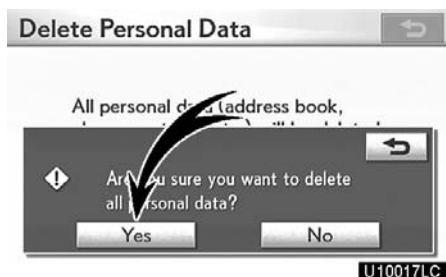 Delete Personal Data
All personal data (address book,
Are you sure you want to delete
all personal data?
Yes
No
U10017LC